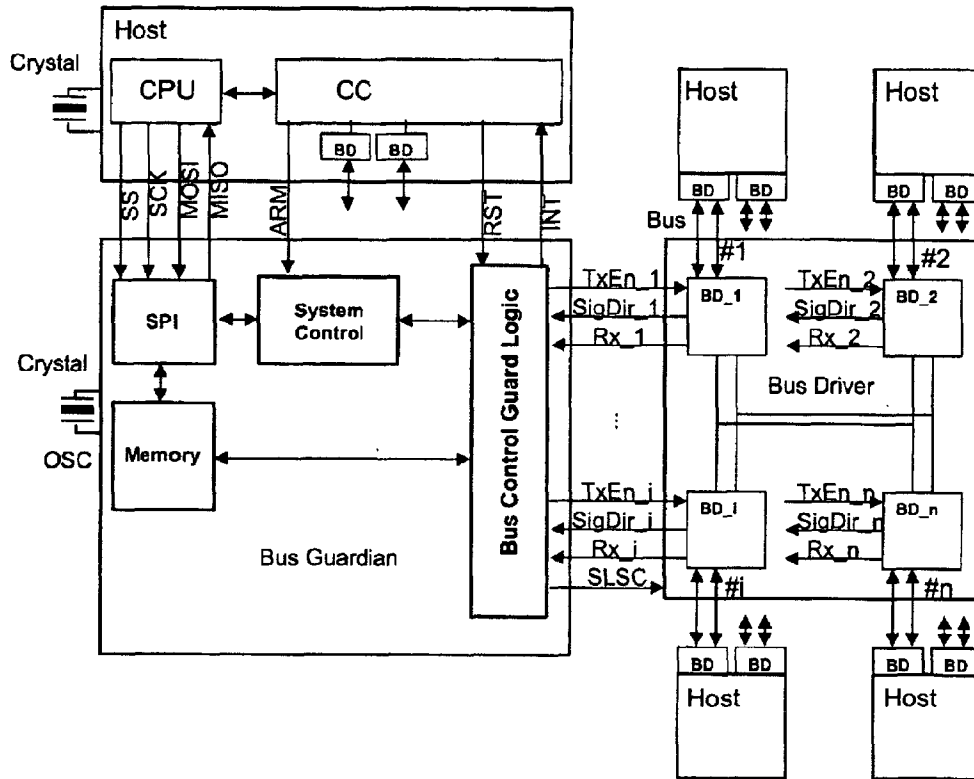 Host
Crystal
CPU
CC
BD
BD
SS
SCK
MOSI
MISO
ARM
RST
INT
Host
Host
BD
BD
BD
BD
Bus
#1
#2
SPI
System
Control
Bus Control Guard Logic
TxEn_1
SigDir_1
Rx_1
BD_1
TxEn_2
SigDir_2
Rx_2
BD_2
Crystal
OSC
Memory
Bus Driver
Bus Guardian
TxEn_i
SigDir_i
Rx_i
SLSC
BD_i
TxEn_n
SigDir_n
Rx_n
BD_n
#i
#n
BD
BD
BD
BD
Host
Host